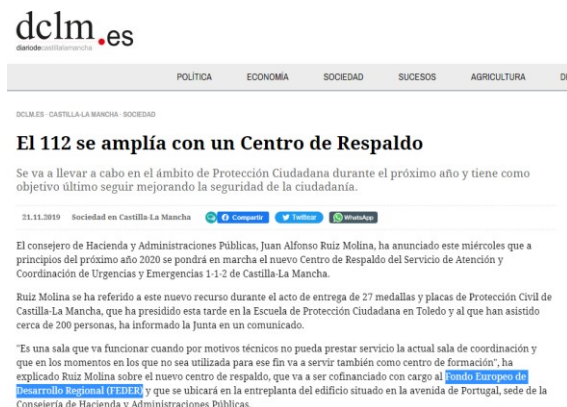 dclm.es
diariodecastillalamancha
POLÍTICA ECONOMÍA SOCIEDAD SUCESOS AGRICULTURA
DCLM.ES - CASTILLA-LA MANCHA - SOCIEDAD
El 112 se amplía con un Centro de Respaldo
Se va a llevar a cabo en el ámbito de Protección Ciudadana durante el próximo año y tiene como
objetivo último seguir mejorando la seguridad de la ciudadanía.
21.11.2019 Sociedad en Castilla-La Mancha Compartir Twittear WhatsApp
El consejero de Hacienda y Administraciones Públicas, Juan Alfonso Ruiz Molina, ha anunciado este miércoles que a
principios del próximo año 2020 se pondrá en marcha el nuevo Centro de Respaldo del Servicio de Atención y
Coordinación de Urgencias y Emergencias 1-1-2 de Castilla-La Mancha.
Ruiz Molina se ha referido a este nuevo recurso durante el acto de entrega de 27 medallas y placas de Protección Civil de
Castilla-La Mancha, que ha presidido esta tarde en la Escuela de Protección Ciudadana en Toledo y al que han asistido
cerca de 200 personas, ha informado la Junta en un comunicado.
"Es una sala que va funcionar cuando por motivos técnicos no pueda prestar servicio la actual sala de coordinación y
que en los momentos en los que no sea utilizada para ese fin va a servir también como centro de formación", ha
explicado Ruiz Molina sobre el nuevo centro de respaldo, que va a ser cofinanciado con cargo al Fondo Europeo de
Desarrollo Regional (FEDER) y que se ubicará en la entreplanta del edificio situado en la avenida de Portugal, sede de la
Consejería de Hacienda y Administraciones Públicas.